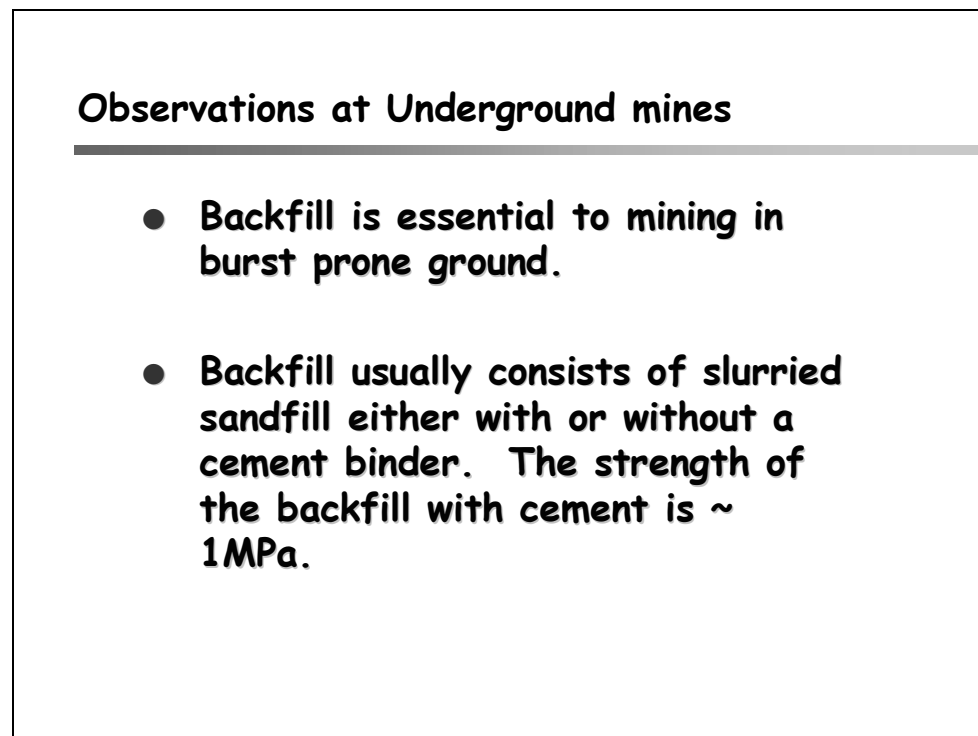 Observations at Underground mines
Backfill is essential to mining in
burst prone ground.
Backfill usually consists of slurried
sandfill either with or without a
cement binder.  The strength of
the backfill with cement is ~
1MPa.